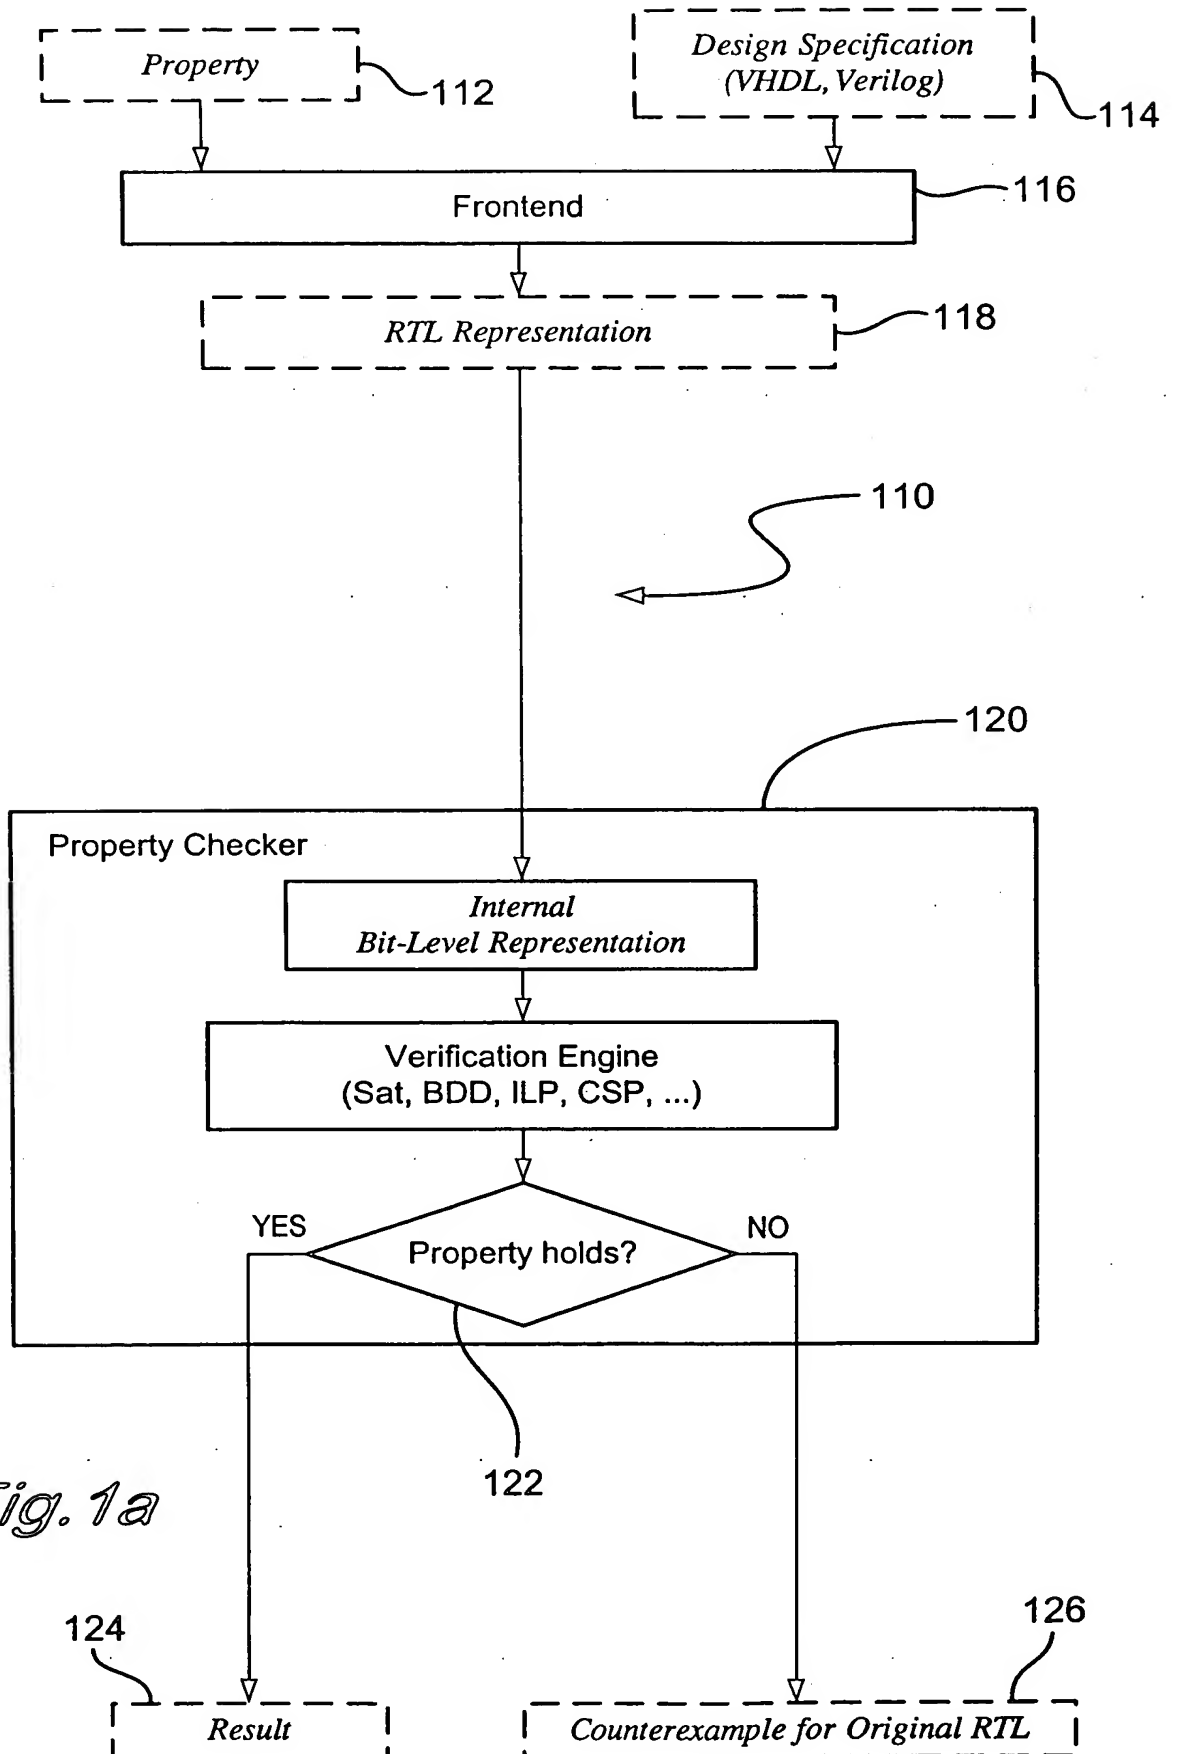 Property
112
Design Specification
(VHDL, Verilog)
114
Frontend
116
RTL Representation
118
110
120
Property Checker
Internal
Bit-Level Representation
Verification Engine
(Sat, BDD, ILP, CSP, ...)
YES
NO
Property holds?
122
Fig. 1a
124
126
Result
Counterexample for Original RTL